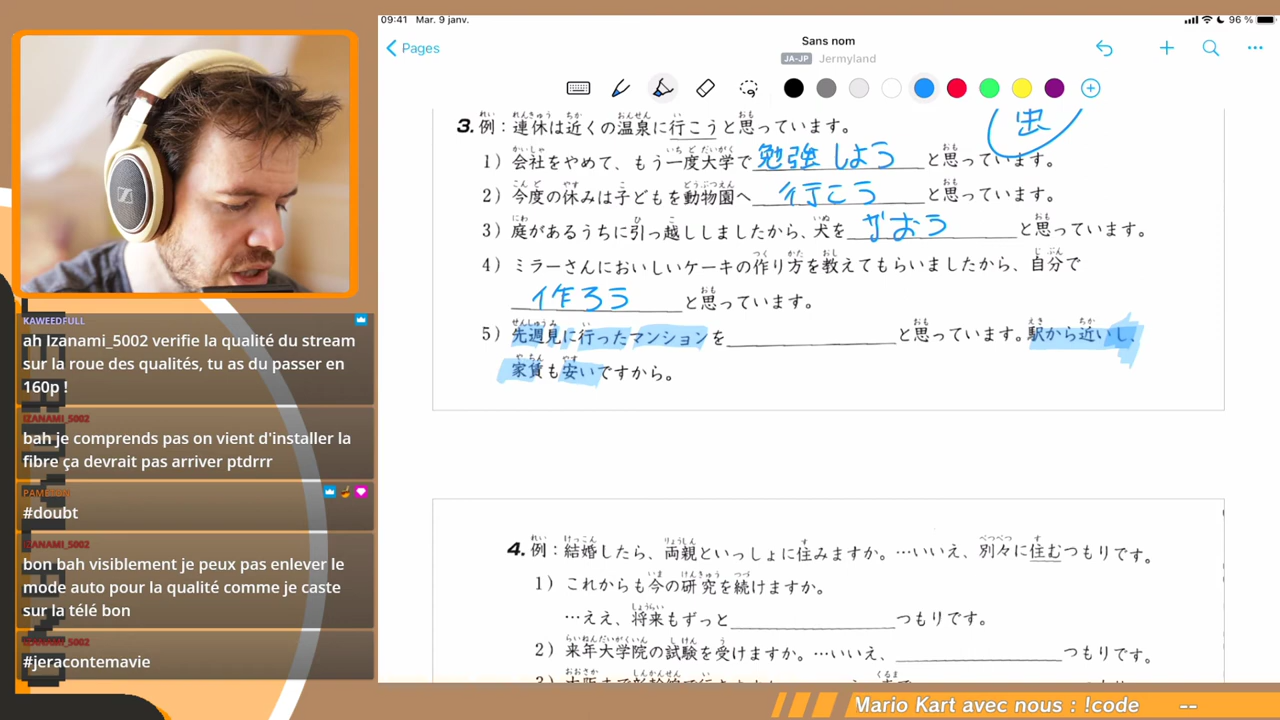 09:41 Mar. 9 janv.
96 %
Pages
Sans nom
JA-JP Jermyland
出
3. 例：連休は近くの温泉に行こうと思っています。
1）会社をやめて、もう一度大学で 勉強しよう と思っています。
2）今度の休みは子どもを動物園へ 行こう と思っています。
3）庭があるうちに引っ越ししましたから、犬を と思っています。
4）ミラーさんにおいしいケーキの作り方を教えてもらいましたから、自分で
作ろう と思っています。
5）先週見に行ったマンションを と思っています。駅から近いし、
家賃も安いですから。
4. 例：結婚したら、両親といっしょに住みますか。…いいえ、別々に住むつもりです。
1）これからも今の研究を続けますか。
…ええ、将来もずっと つもりです。
2）来年大学院の試験を受けますか。…いいえ、 つもりです。
KAWEEDFULL
ah Izanami_5002 verifie la qualité du stream
sur la roue des qualités, tu as du passer en
160p !
IZANAMI_5002
bah je comprends pas on vient d'installer la
fibre ça devrait pas arriver ptdrrr
#doubt
IZANAMI_5002
bon bah visiblement je peux pas enlever le
mode auto pour la qualité comme je caste
sur la télé bon
IZANAMI_5002
#jeracontemavie
Mario Kart avec nous : !code --